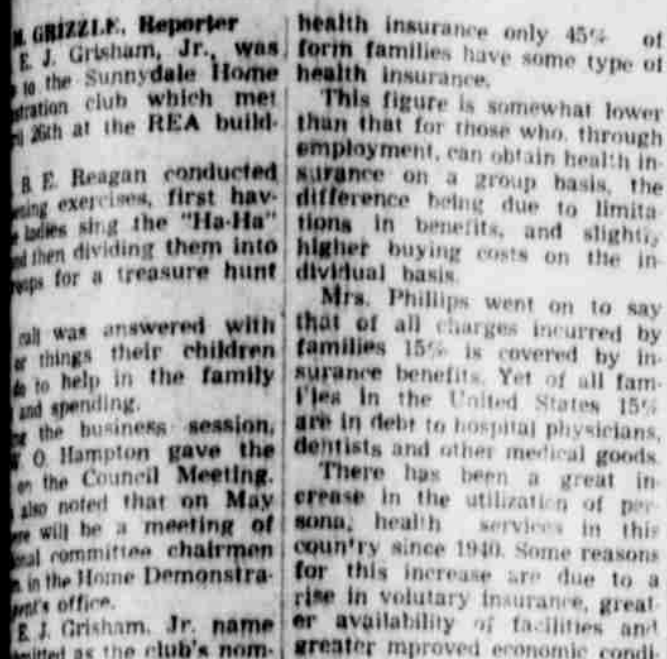 GRIZZLE, Reporter
E. J. Grisham, Jr., was
to the Sunnydale Home
stration club which met
26th at the REA build-
B. E. Reagan conducted
exercises, first hav-
ladies sing the "Ha-Ha"
then dividing them into
for a treasure hunt
call was answered with
things their children
to help in the family
and spending.
the business session,
O. Hampton gave the
on the Council Meeting.
also noted that on May
will be a meeting of
committee chairmen
in the Home Demonstra-
office.
E. J. Grisham, Jr. name
as the club's nom-
health insurance only 45% of
form families have some type of
health insurance.
This figure is somewhat lower
than that for those who, through
employment, can obtain health in-
surance on a group basis, the
difference being due to limita
tions in benefits, and slightly
higher buying costs on the in
dividual basis.
Mrs. Phillips went on to say
that of all charges incurred by
families 15% is covered by in
surance benefits. Yet of all fam
i'ies in the United States 15%
are in debt to hospital physicians,
dentists and other medical goods.
There has been a great in
crease in the utilization of per
sona, health services in this
coun'ry since 1940. Some reasons
for this increase are due to a
rise in volutary insurance, great
er availability of facilities and
greater mproved economic condi-